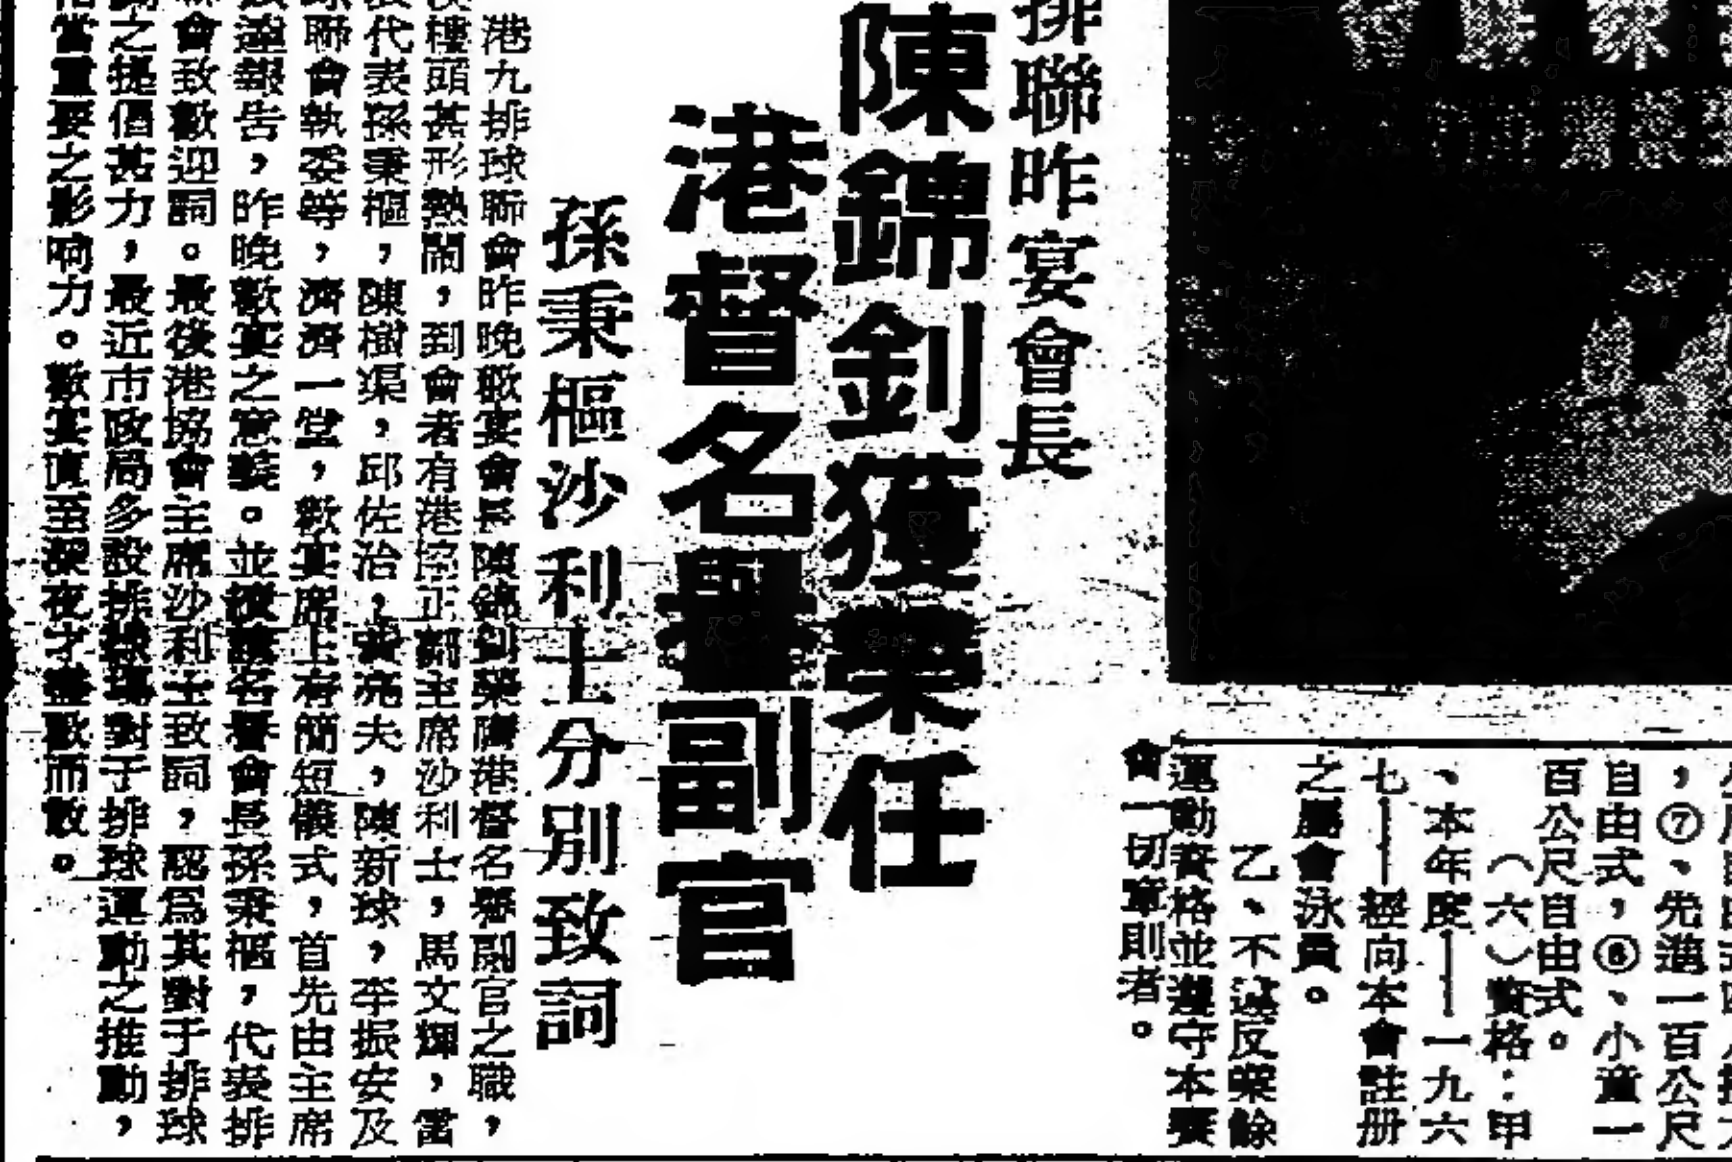 先進一百公尺
自由式，⑧、小童一
百公尺自由式。
（六）資格：甲
、本年度——一九六
七——經向本會註册
之屬會泳員。
乙、不違反業餘
運動資格並遵守本賽
會一切章則者。
排聯昨宴會長
陳錦釗獲榮任
港督名譽副官
孫秉樞沙利士分別致詞
港九排球聯會昨晚歡宴會長陳錦釗榮膺港督名譽副官之職，
樓頭甚形熱鬧，到會者有港協正副主席沙利士，馬文輝，當
代表孫秉樞，陳樹渠，邱佐治，黃亮夫，陳新球，李振安及
聯會執委等，濟濟一堂，歡宴席上有簡短儀式，首先由主席
報告，昨晚歡宴之意義。並請名譽會長孫秉樞，代表排
會致歡迎詞。最後港協會主席沙利士致詞，認爲其對于排球
之提倡甚力，最近市政局多設排球場對于排球運動之推動，
當重要之影响力。歡宴直至深夜才盡歡而散。